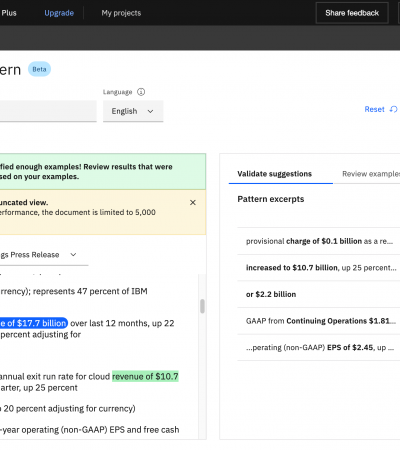 Plus Upgrade My projects Share feedback
ern Beta
Language
English
Reset
fied enough examples! Review results that were
sed on your examples.
runcated view.
erformance, the document is limited to 5,000
gs Press Release
rrency); represents 47 percent of IBM
e of $17.7 billion over last 12 months, up 22
percent adjusting for
annual exit run rate for cloud revenue of $10.7
arter, up 25 percent
p 20 percent adjusting for currency)
-year operating (non-GAAP) EPS and free cash
Validate suggestions Review examples
Pattern excerpts
provisional charge of $0.1 billion as a re...
increased to $10.7 billion, up 25 percent...
or $2.2 billion
GAAP from Continuing Operations $1.81...
...perating (non-GAAP) EPS of $2.45, up ...